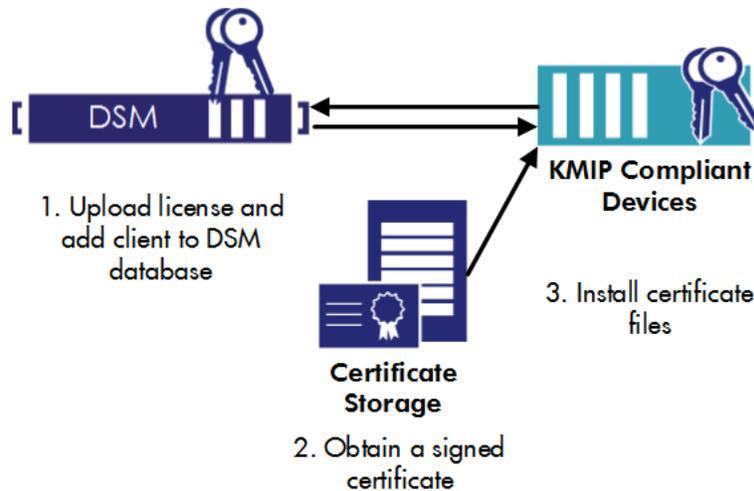 DSM
KMIP Compliant
Devices
1. Upload license and
add client to DSM
database
3. Install certificate
files
Certificate
Storage
2. Obtain a signed
certificate